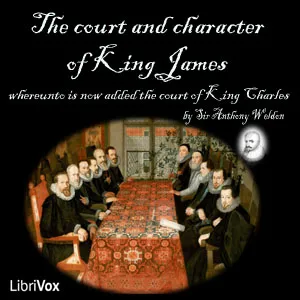 The court and character
of King James
whereunto is now added the court of King Charles
by Sir Anthony Weldon
LibriVox